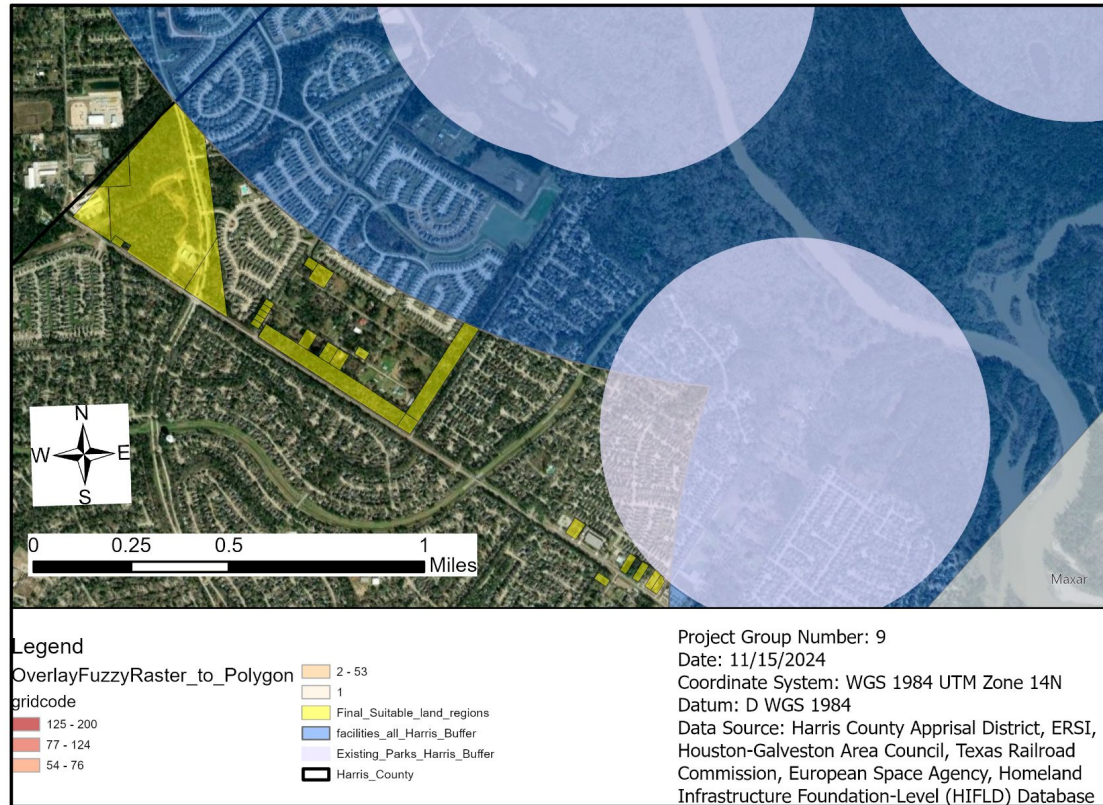 N
W E
S
0 0.25 0.5 1
Miles
Maxar
Legend
OverlayFuzzyRaster_to_Polygon
gridcode
125 - 200
77 - 124
54 - 76
2 - 53
1
Final_Suitable_land_regions
facilities_all_Harris_Buffer
Existing_Parks_Harris_Buffer
Harris_County
Project Group Number: 9
Date: 11/15/2024
Coordinate System: WGS 1984 UTM Zone 14N
Datum: D WGS 1984
Data Source: Harris County Apprisal District, ERSI,
Houston-Galveston Area Council, Texas Railroad
Commission, European Space Agency, Homeland
Infrastructure Foundation-Level (HIFLD) Database